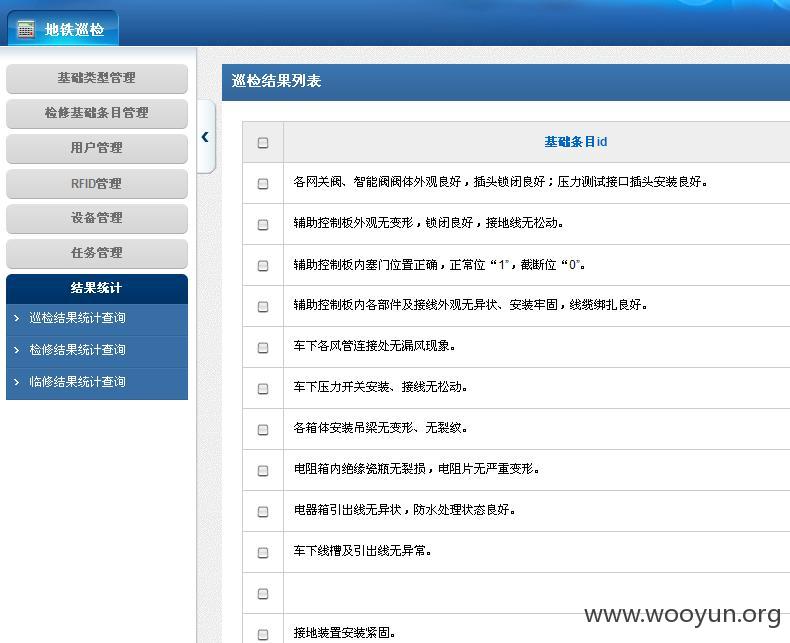 地铁巡检
基础类型管理
检修基础条目管理
用户管理
RFID管理
设备管理
任务管理
结果统计
巡检结果统计查询
检修结果统计查询
临修结果统计查询
巡检结果列表
基础条目id
各网关阀、智能阀阀体外观良好，插头锁闭良好；压力测试接口插头安装良好。
辅助控制板外观无变形，锁闭良好，接地线无松动。
辅助控制板内塞门位置正确，正常位“1”，截断位“0”。
辅助控制板内各部件及接线外观无异状、安装牢固，线缆绑扎良好。
车下各风管连接处无漏风现象。
车下压力开关安装、接线无松动。
各箱体安装吊梁无变形、无裂纹。
电阻箱内绝缘瓷瓶无裂损，电阻片无严重变形。
电器箱引出线无异状，防水处理状态良好。
车下线槽及引出线无异常。
接地装置安装紧固。
www.wooyun.org